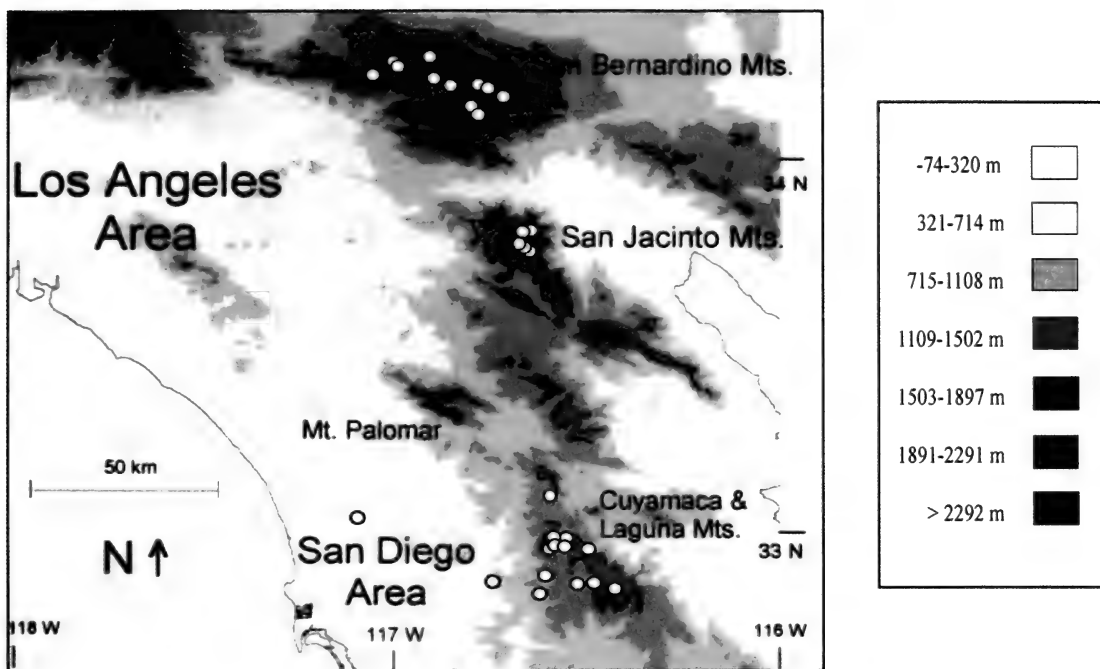 Bernardino Mts.
Los Angeles
Area
34 N
San Jacinto Mts.
Mt. Palomar
50 km
Cuyamaca &
Laguna Mts.
N ↑
San Diego
Area
33 N
118 W
117 W
116 W
-74-320 m
321-714 m
715-1108 m
1109-1502 m
1503-1897 m
1891-2291 m
> 2292 m